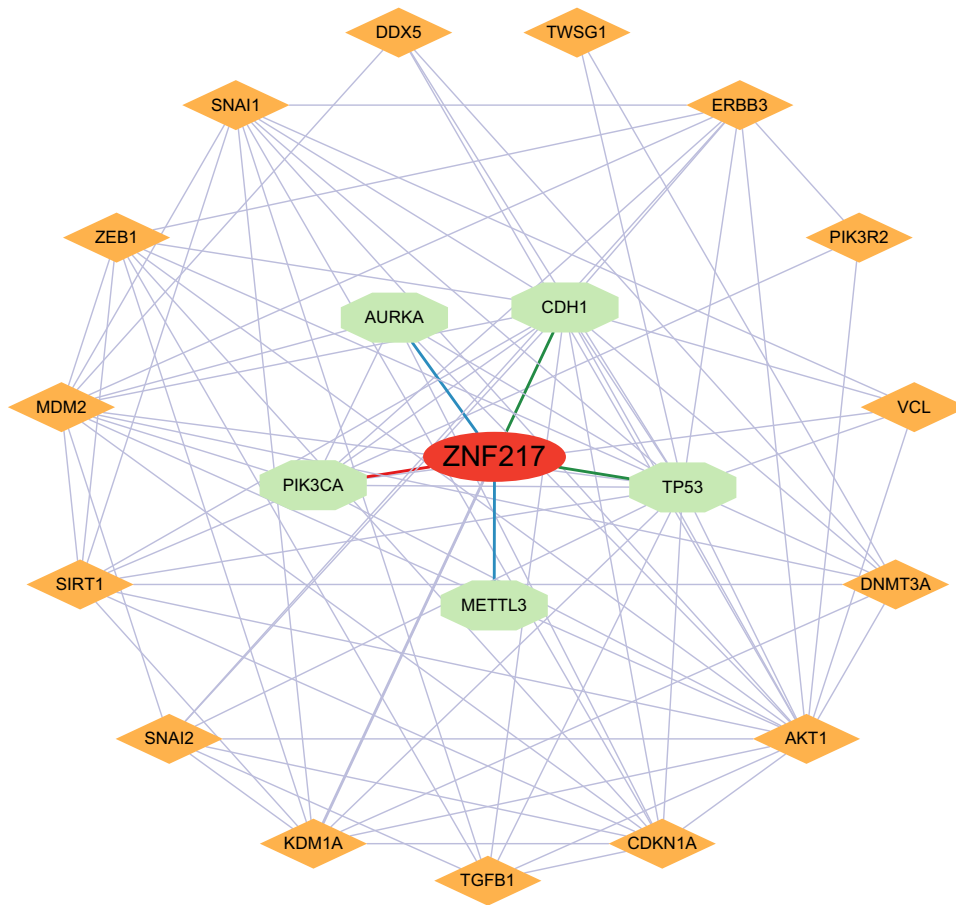 DDX5
TWSG1
SNAI1
ERBB3
ZEB1
PIK3R2
AURKA
CDH1
MDM2
VCL
ZNF217
PIK3CA
TP53
SIRT1
METTL3
DNMT3A
SNAI2
AKT1
KDM1A
CDKN1A
TGFB1